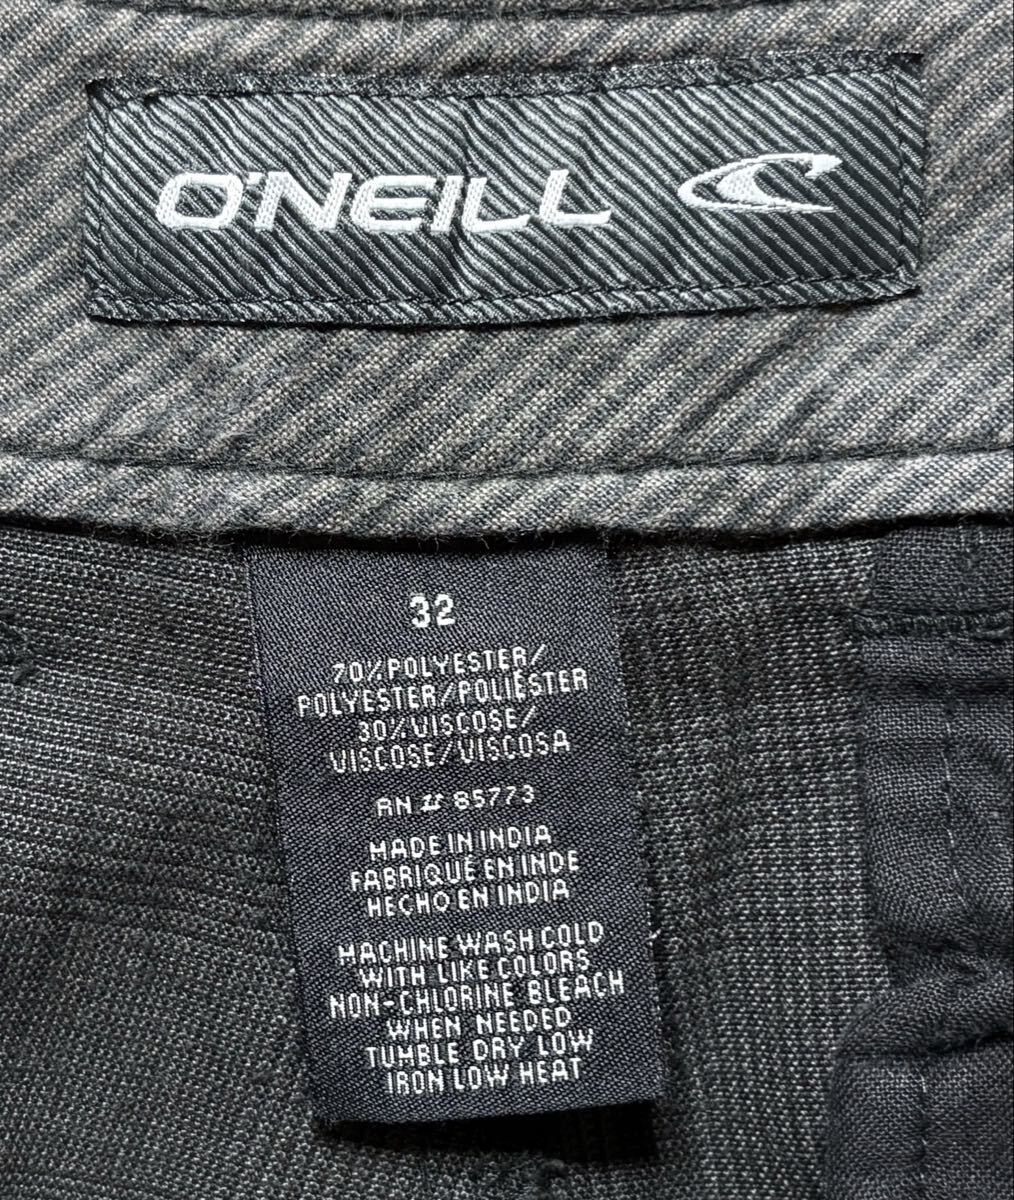 O'NEILL
32
70% POLYESTER/
POLYESTER/POLIÉSTER
30% VISCOSE/
VISCOSE/VISCOSA
RN # 85773
MADE IN INDIA
FABRIQUÉ EN INDE
HECHO EN INDIA
MACHINE WASH COLD
WITH LIKE COLORS
NON-CHLORINE BLEACH
WHEN NEEDED
TUMBLE DRY LOW
IRON LOW HEAT